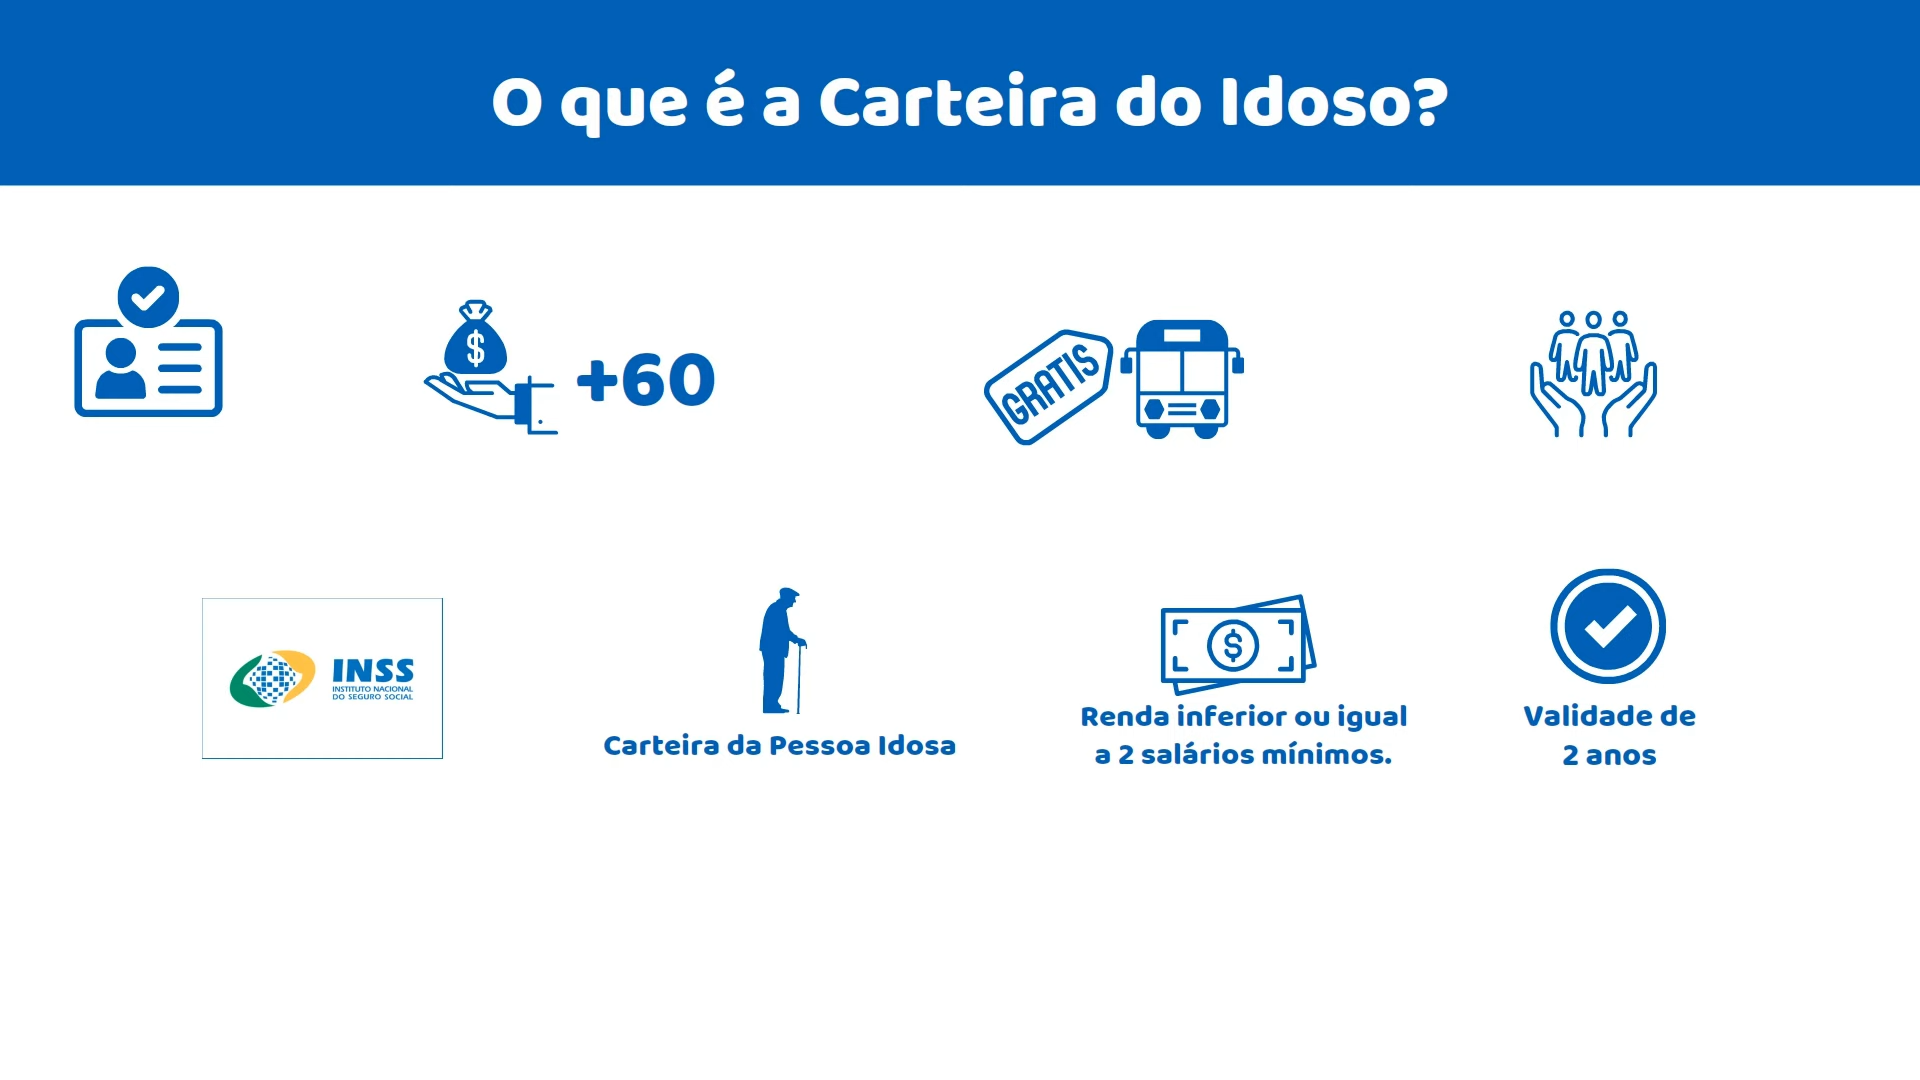 O que é a Carteira do Idoso?
$
+60
GRATIS
INSS
INSTITUTO NACIONAL
DO SEGURO SOCIAL
Carteira da Pessoa Idosa
$
Renda inferior ou igual
a 2 salários mínimos.
Validade de
2 anos